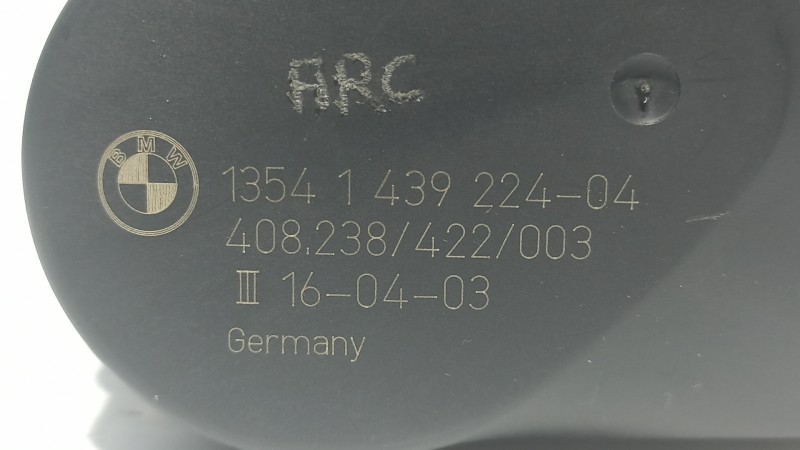 ARC
BMW
1354 1 439 224-04
408.238/422/003
III 16-04-03
Germany